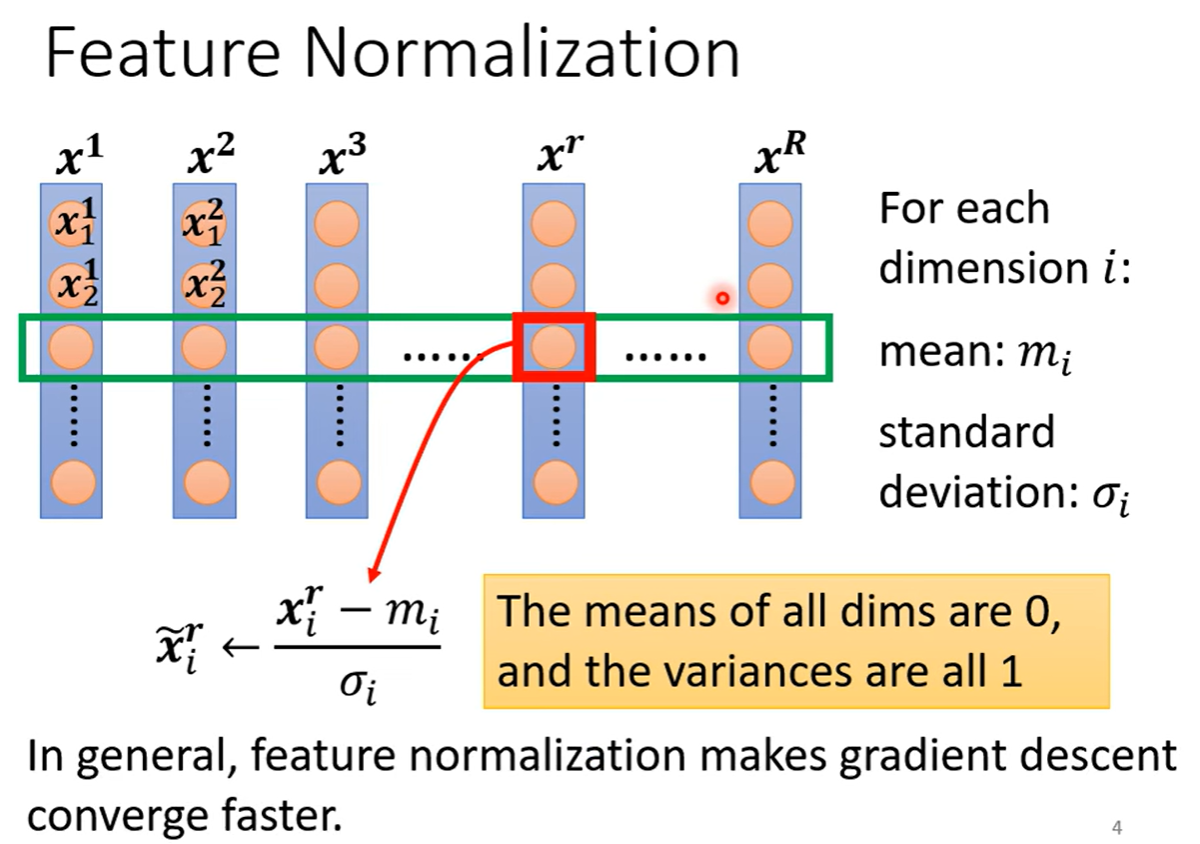 Feature Normalization
𝒙¹ 𝒙² 𝒙³ 𝒙ʳ 𝒙ᴿ
𝒙₁¹ 𝒙₁²
𝒙₂¹ 𝒙₂²
…… ……
For each
dimension 𝑖:
mean: 𝑚ᵢ
standard
deviation: 𝜎ᵢ
𝒙̃ᵢʳ ← (𝒙ᵢʳ − 𝑚ᵢ) / 𝜎ᵢ
The means of all dims are 0,
and the variances are all 1
In general, feature normalization makes gradient descent
converge faster.
4